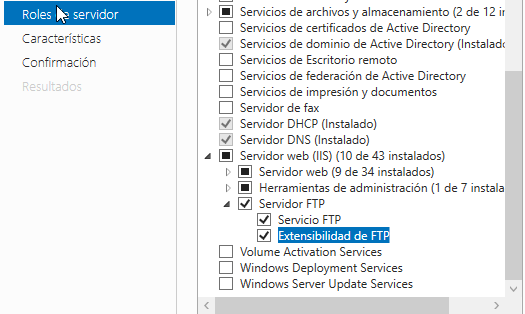 Roles de servidor
Características
Confirmación
Resultados
Servicios de archivos y almacenamiento (2 de 12 in
Servicios de certificados de Active Directory
Servicios de dominio de Active Directory (Instalado
Servicios de Escritorio remoto
Servicios de federación de Active Directory
Servicios de impresión y documentos
Servidor de fax
Servidor DHCP (Instalado)
Servidor DNS (Instalado)
Servidor web (IIS) (10 de 43 instalados)
Servidor web (9 de 34 instalados)
Herramientas de administración (1 de 7 instala
Servidor FTP
Servicio FTP
Extensibilidad de FTP
Volume Activation Services
Windows Deployment Services
Windows Server Update Services